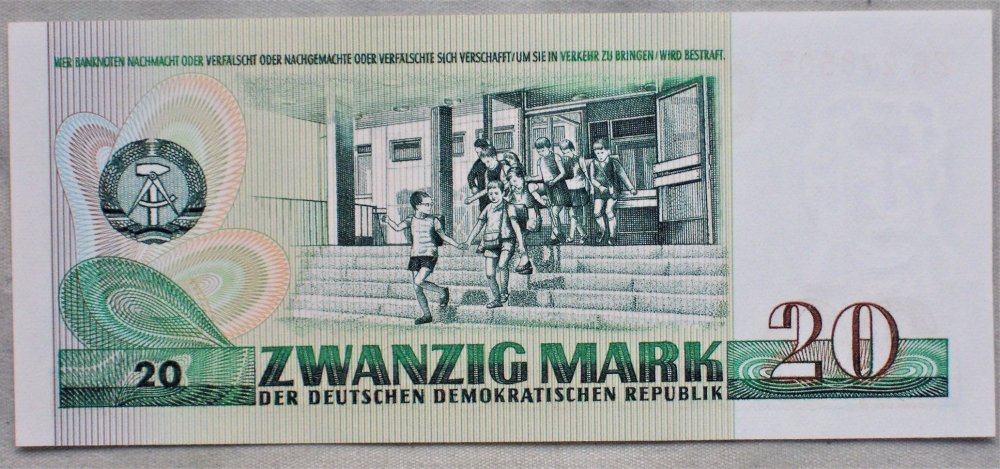 WER BANKNOTEN NACHMACHT ODER VERFÄLSCHT ODER NACHGEMACHTE ODER VERFÄLSCHTE SICH VERSCHAFFT/UM SIE IN VERKEHR ZU BRINGEN/WIRD BESTRAFT.
20 ZWANZIG MARK 20
DER DEUTSCHEN DEMOKRATISCHEN REPUBLIK